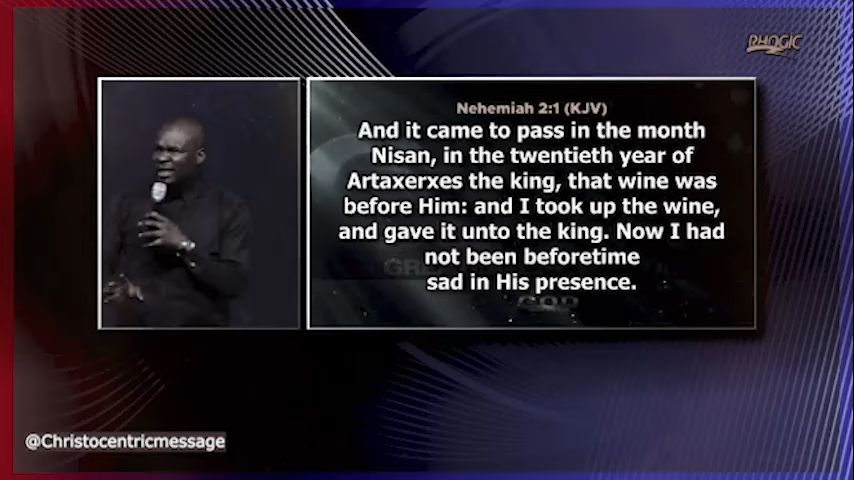 RHOGIC
Nehemiah 2:1 (KJV)
And it came to pass in the month
Nisan, in the twentieth year of
Artaxerxes the king, that wine was
before Him: and I took up the wine,
and gave it unto the king. Now I had
not been beforetime
sad in His presence.
GOD
@Christocentricmessage